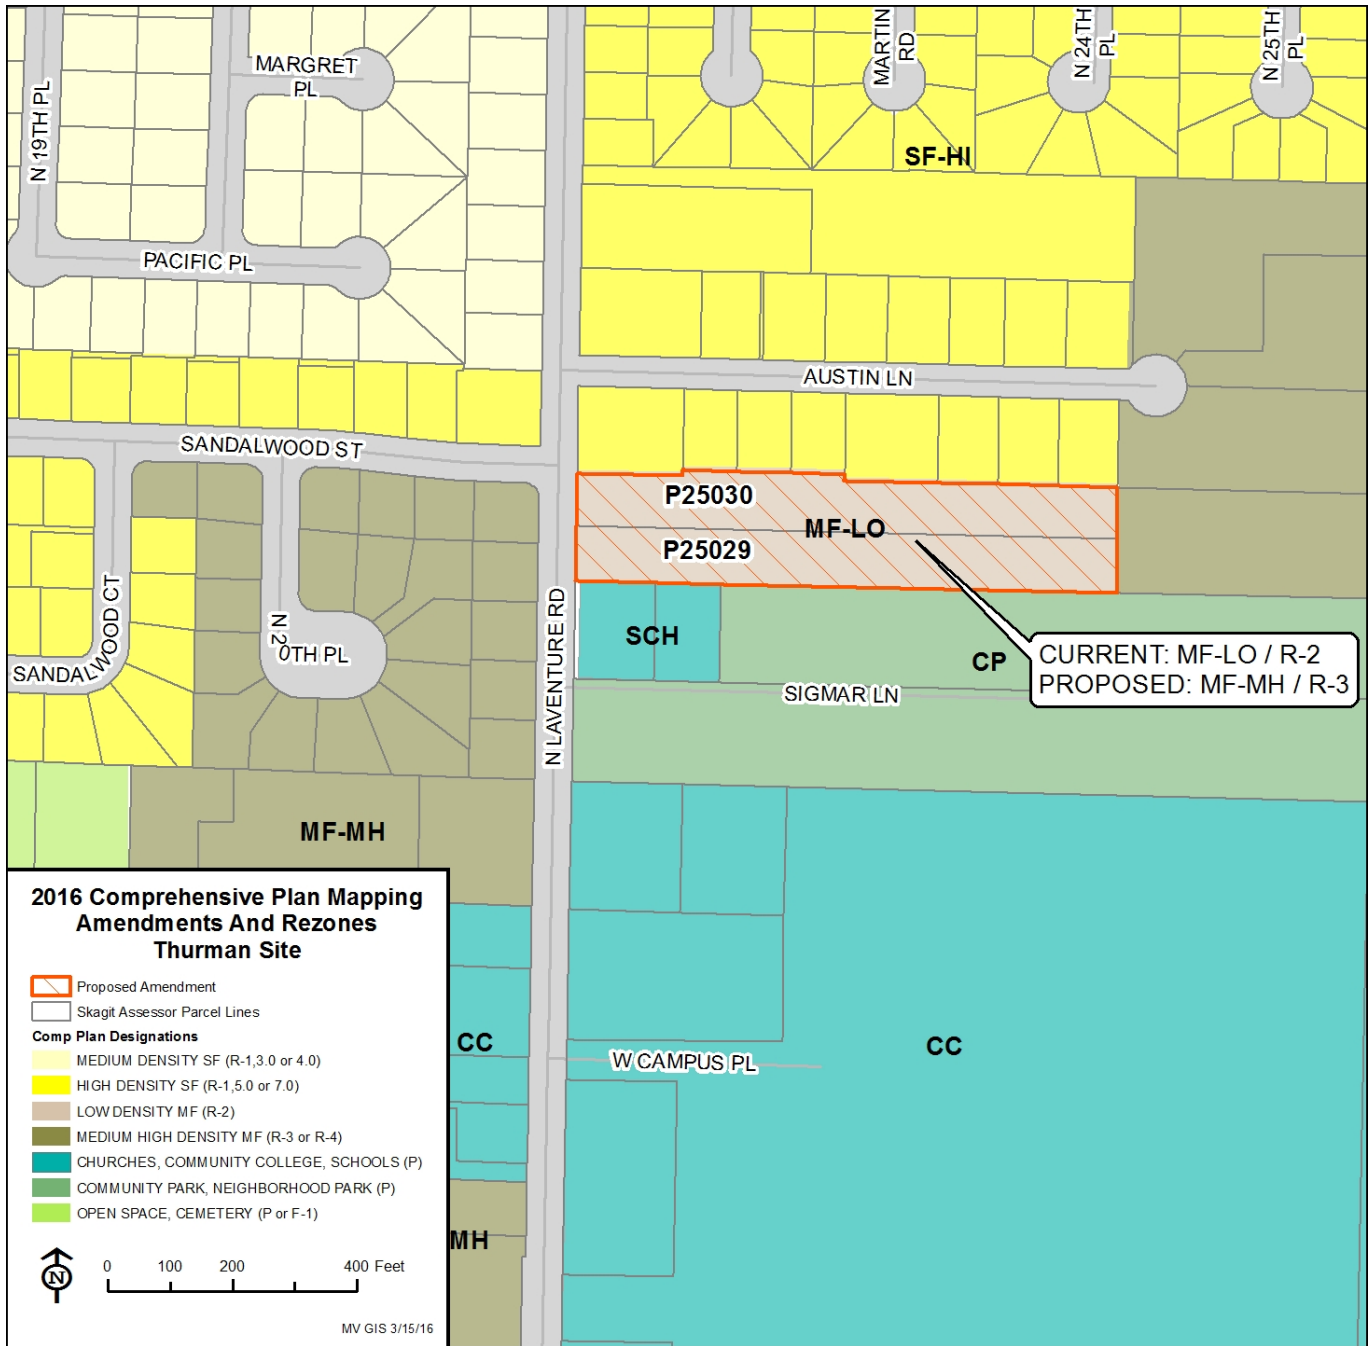 MARGRET
PL
N 19TH PL
PACIFIC PL
MARTIN
RD
N 24TH
PL
N 25TH
PL
SF-HI
AUSTIN LN
SANDALWOOD ST
P25030
MF-LO
P25029
SANDALWOOD CT
N 20TH PL
N LAVENTURE RD
SCH
CP
CURRENT: MF-LO / R-2
PROPOSED: MF-MH / R-3
SIGMAR LN
MF-MH
CC
W CAMPUS PL
CC
MH
2016 Comprehensive Plan Mapping
Amendments And Rezones
Thurman Site
Proposed Amendment
Skagit Assessor Parcel Lines
Comp Plan Designations
MEDIUM DENSITY SF (R-1,3.0 or 4.0)
HIGH DENSITY SF (R-1,5.0 or 7.0)
LOW DENSITY MF (R-2)
MEDIUM HIGH DENSITY MF (R-3 or R-4)
CHURCHES, COMMUNITY COLLEGE, SCHOOLS (P)
COMMUNITY PARK, NEIGHBORHOOD PARK (P)
OPEN SPACE, CEMETERY (P or F-1)
N
0 100 200 400 Feet
MV GIS 3/15/16